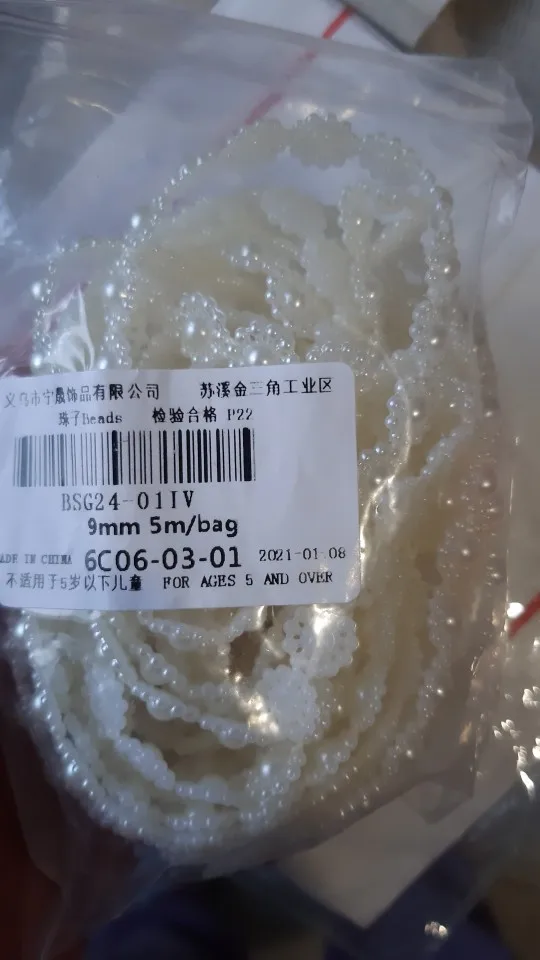 义乌市宁晟饰品有限公司 苏溪金三角工业区
珠子Beads 检验合格 P22
BSG24-01IV
9mm 5m/bag
MADE IN CHINA 6C06-03-01 2021-01-08
不适用于5岁以下儿童 FOR AGES 5 AND OVER